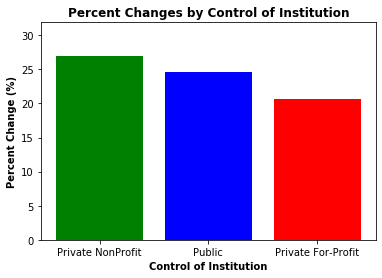 Percent Changes by Control of Institution
Percent Change (%)
30
25
20
15
10
5
0
Private NonProfit
Public
Private For-Profit
Control of Institution